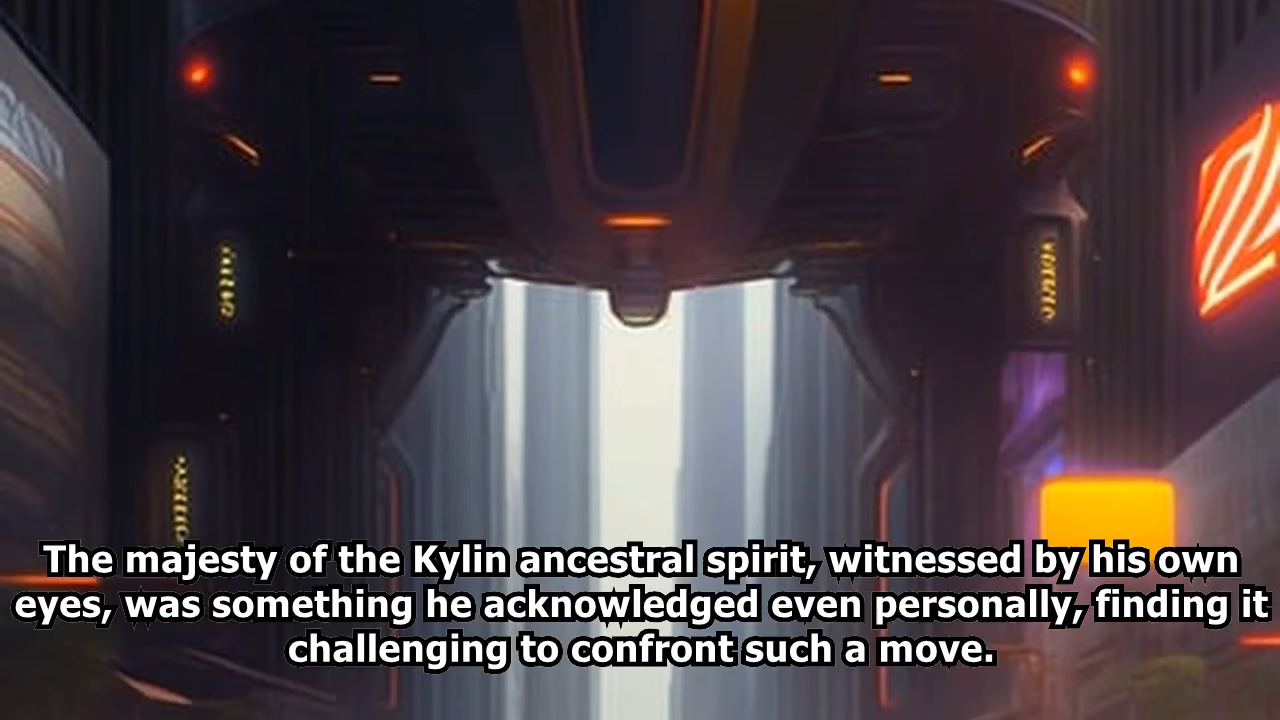 The majesty of the Kylin ancestral spirit, witnessed by his own
eyes, was something he acknowledged even personally, finding it
challenging to confront such a move.